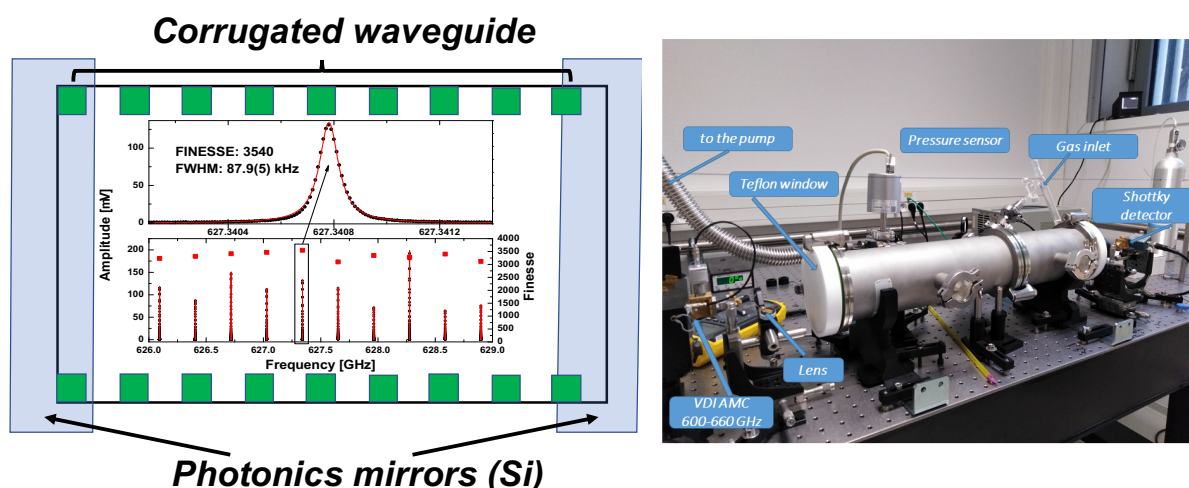 Corrugated waveguide
FINESSE: 3540
FWHM: 87.9(5) kHz
100
50
0
627.3404
627.3408
627.3412
Amplitude [mV]
200
150
100
50
0
4000
3500
3000
2500
2000
1500
1000
500
0
Finesse
626.0
626.5
627.0
627.5
628.0
628.5
629.0
Frequency [GHz]
Photonics mirrors (Si)
to the pump
Pressure sensor
Gas inlet
Teflon window
Shottky
detector
Lens
VDI AMC
600-660 GHz